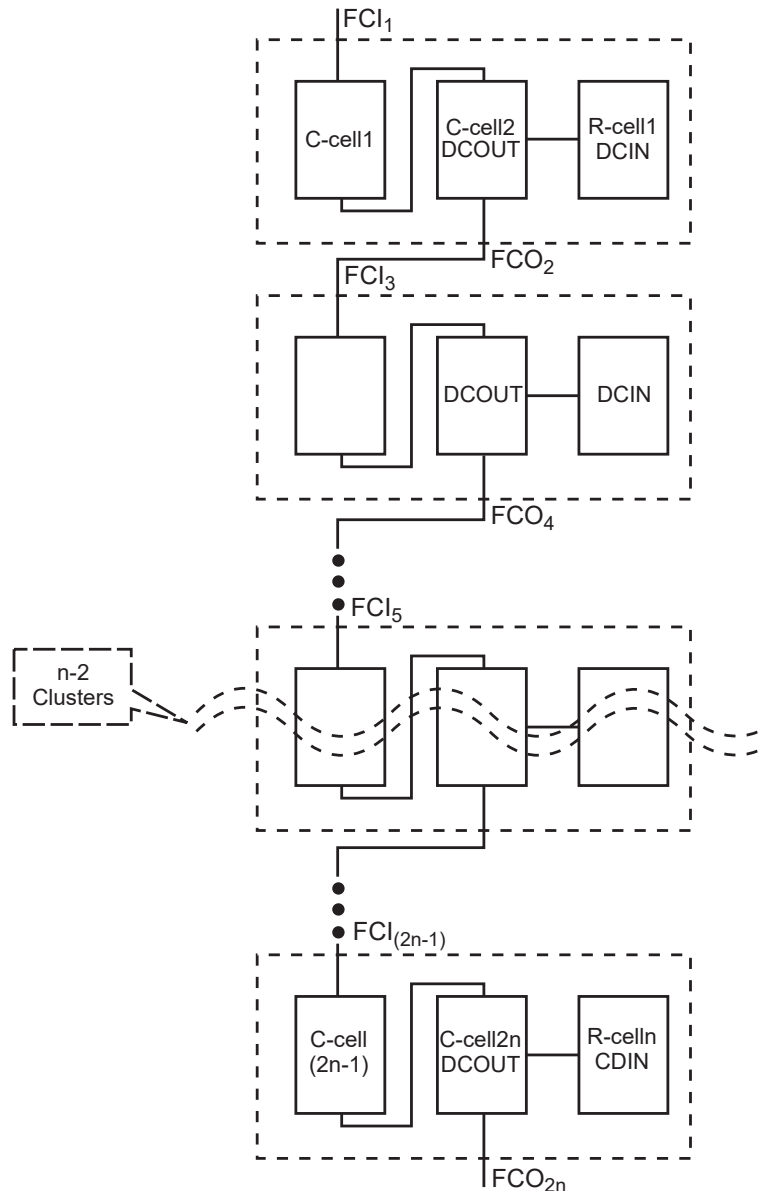 FCI₁
C-cell1
C-cell2
DCOUT
R-cell1
DCIN
FCO₂
FCI₃
DCOUT
DCIN
FCO₄
FCI₅
n-2
Clusters
FCI₍₂ₙ₋₁₎
C-cell
(2n-1)
C-cell2n
DCOUT
R-celln
CDIN
FCO₂ₙ